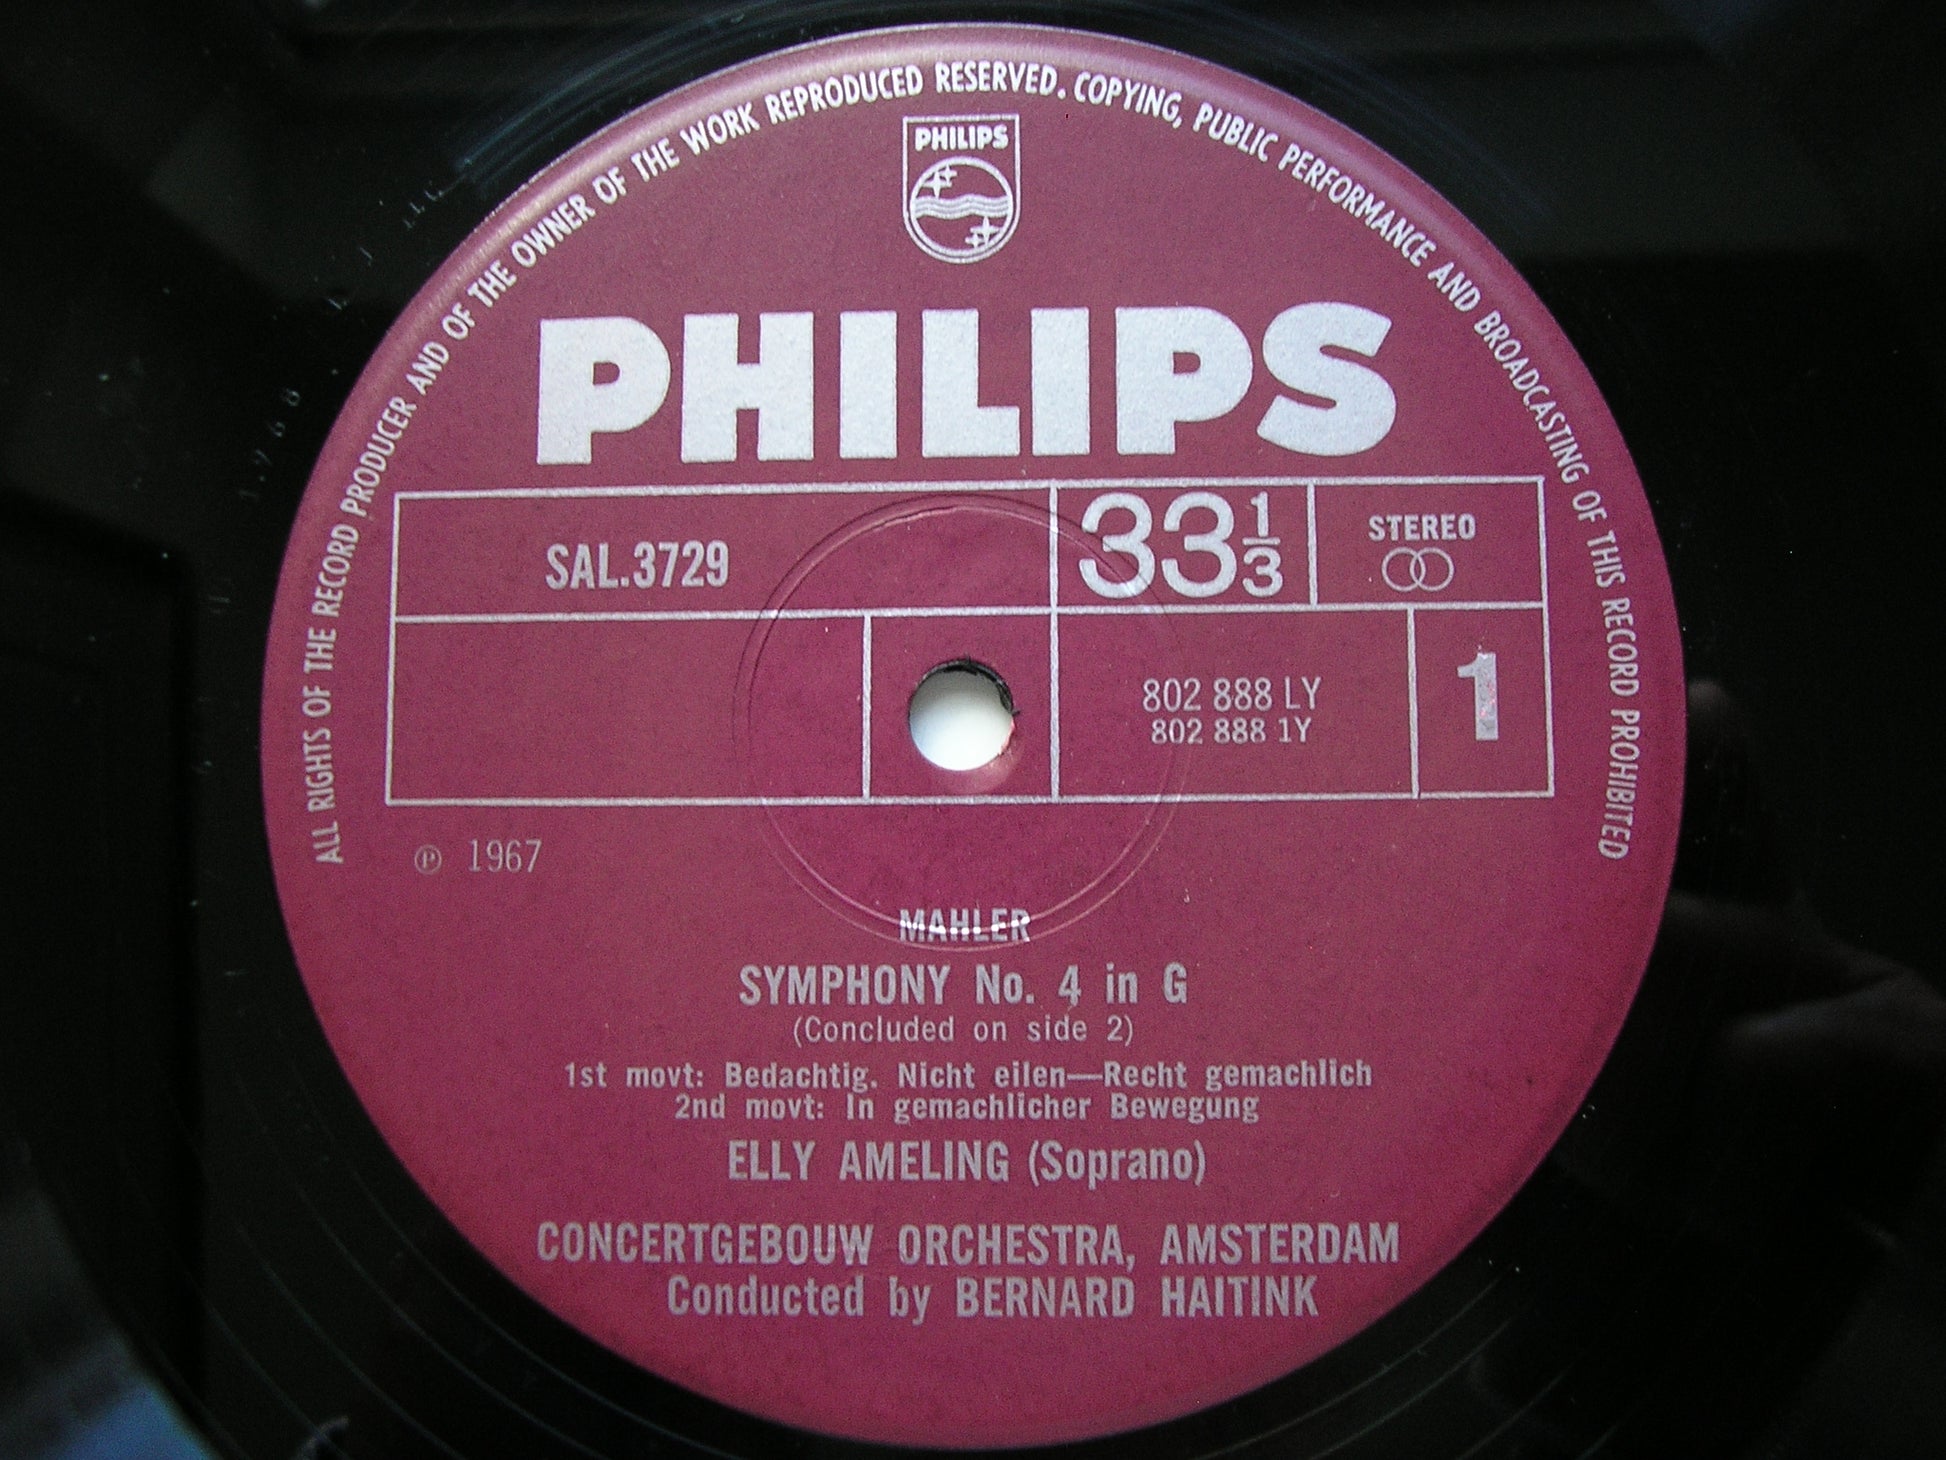 ALL RIGHTS OF THE RECORD PRODUCER AND OF THE OWNER OF THE WORK REPRODUCED RESERVED. COPYING, PUBLIC PERFORMANCE AND BROADCASTING OF THIS RECORD PROHIBITED
PHILIPS
PHILIPS
SAL.3729
33 1/3
STEREO
802 888 LY
802 888 1Y
1
℗ 1967
MAHLER
SYMPHONY No. 4 in G
(Concluded on side 2)
1st movt: Bedachtig. Nicht eilen—Recht gemachlich
2nd movt: In gemachlicher Bewegung
ELLY AMELING (Soprano)
CONCERTGEBOUW ORCHESTRA, AMSTERDAM
Conducted by BERNARD HAITINK